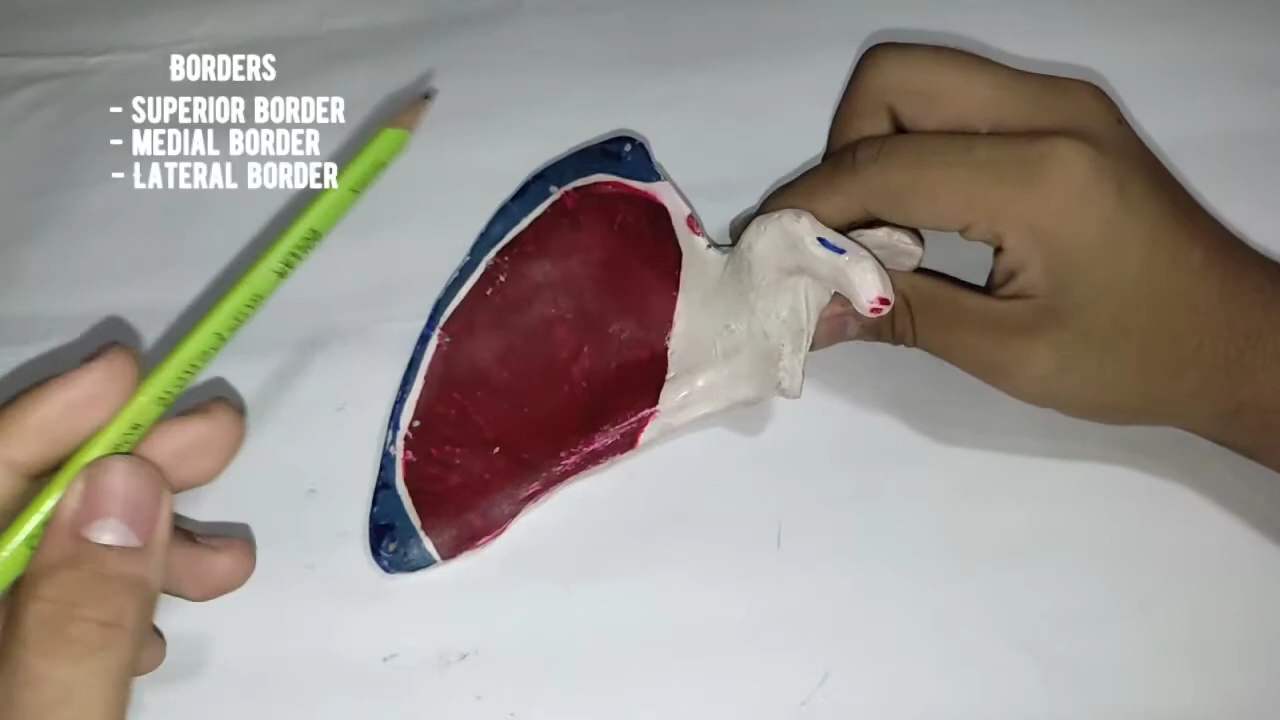 BORDERS
- SUPERIOR BORDER
- MEDIAL BORDER
- LATERAL BORDER